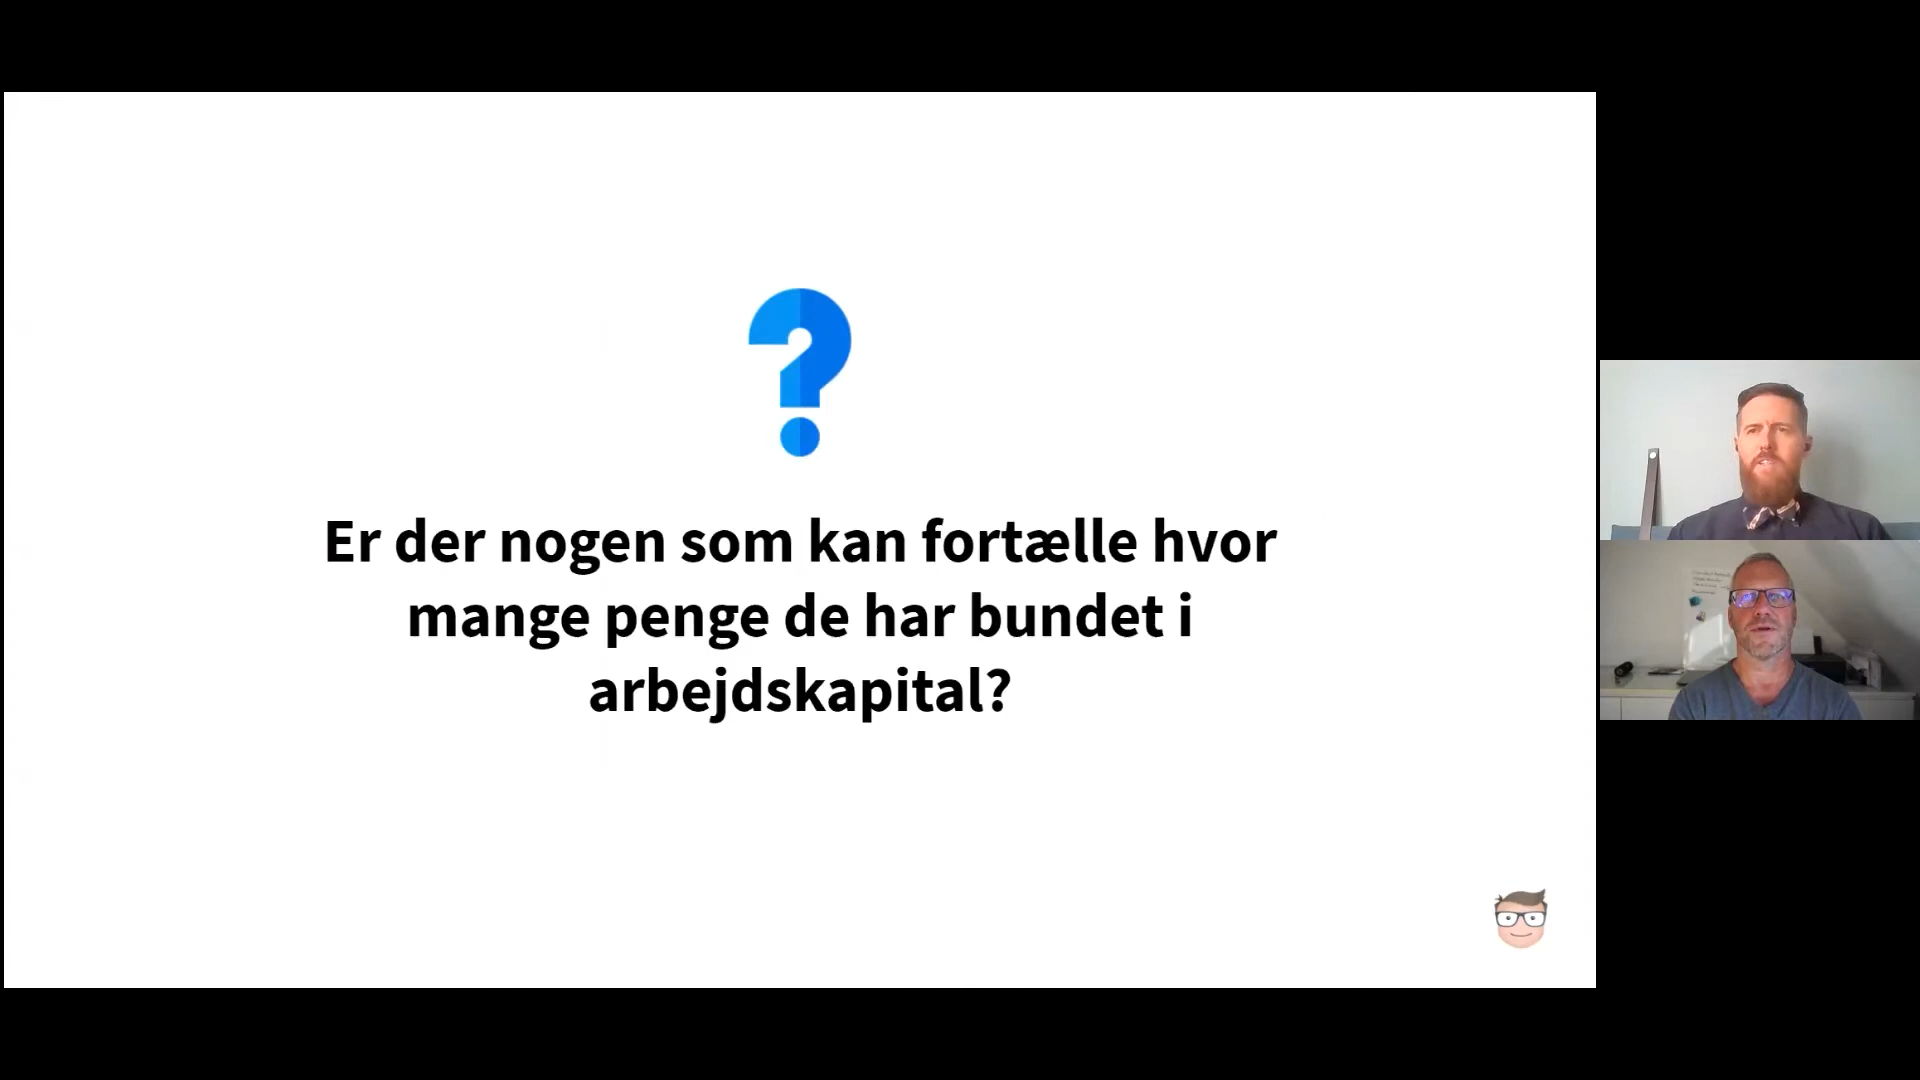 Er der nogen som kan fortælle hvor
mange penge de har bundet i
arbejdskapital?